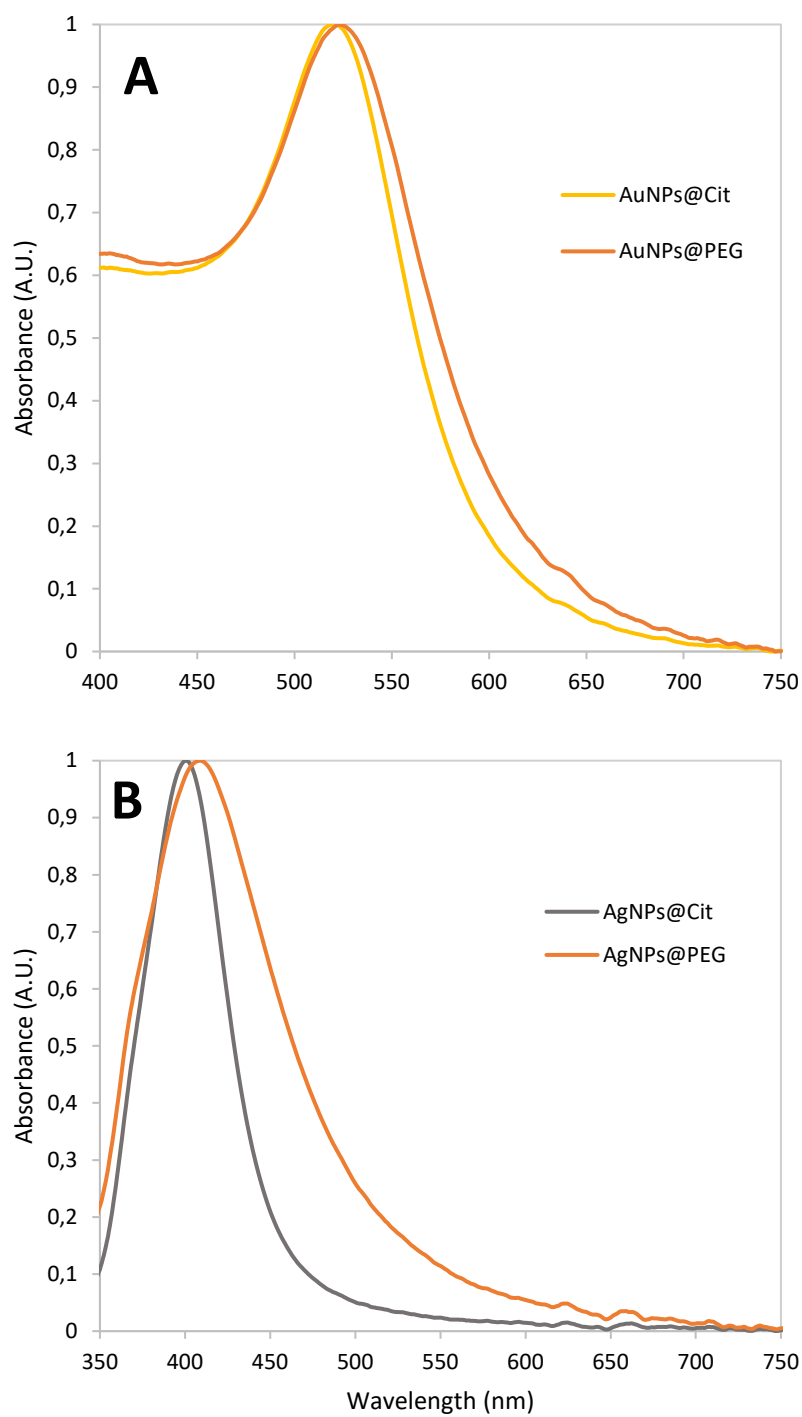 A
1
0,9
0,8
0,7
0,6
0,5
0,4
0,3
0,2
0,1
0
Absorbance (A.U.)
AuNPs@Cit
AuNPs@PEG
400 450 500 550 600 650 700 750
B
1
0,9
0,8
0,7
0,6
0,5
0,4
0,3
0,2
0,1
0
Absorbance (A.U.)
AgNPs@Cit
AgNPs@PEG
350 400 450 500 550 600 650 700 750
Wavelength (nm)